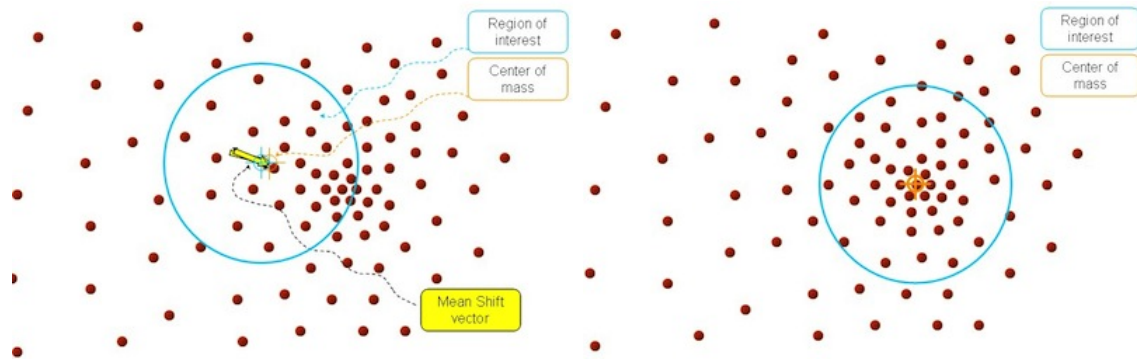 Region of
interest
Center of
mass
Mean Shift
vector
Region of
interest
Center of
mass